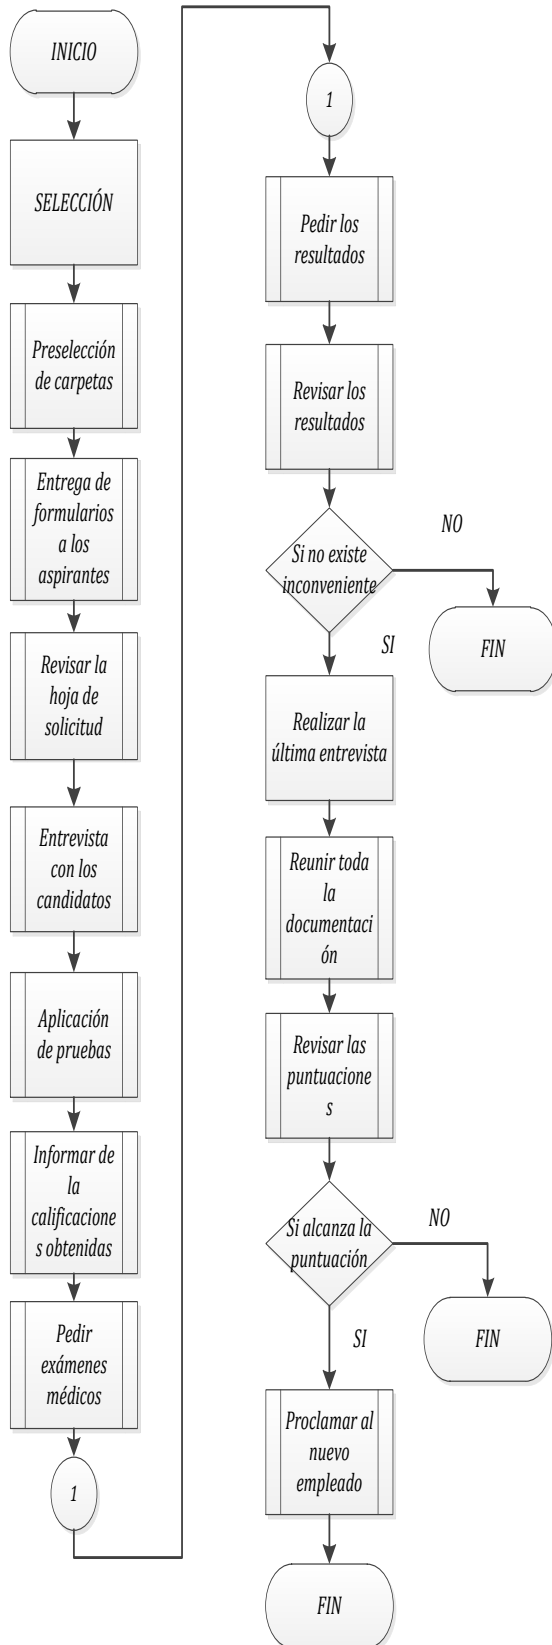 INICIO
SELECCIÓN
Preselección
de carpetas
Entrega de
formularios
a los
aspirantes
Revisar la
hoja de
solicitud
Entrevista
con los
candidatos
Aplicación
de pruebas
Informar de
la
calificacione
s obtenidas
Pedir
exámenes
médicos
1
1
Pedir los
resultados
Revisar los
resultados
Si no existe
inconveniente
NO
FIN
SI
Realizar la
última entrevista
Reunir toda
la
documentaci
ón
Revisar las
puntuacione
s
Si alcanza la
puntuación
NO
FIN
SI
Proclamar al
nuevo
empleado
FIN